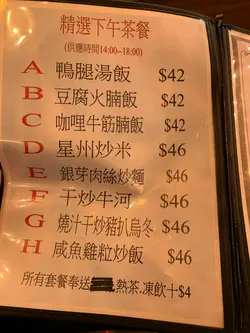 精選下午茶餐
(供應時間14:00–18:00)
A 鴨腿湯飯 $42
B 豆腐火腩飯 $42
C 咖哩牛筋腩飯 $42
D 星州炒米 $46
E 銀芽肉絲炒麵 $46
F 干炒牛河 $46
G 燒汁干炒豬扒烏冬 $46
H 咸魚雞粒炒飯 $46
所有套餐奉送 熱茶.凍飲十$4